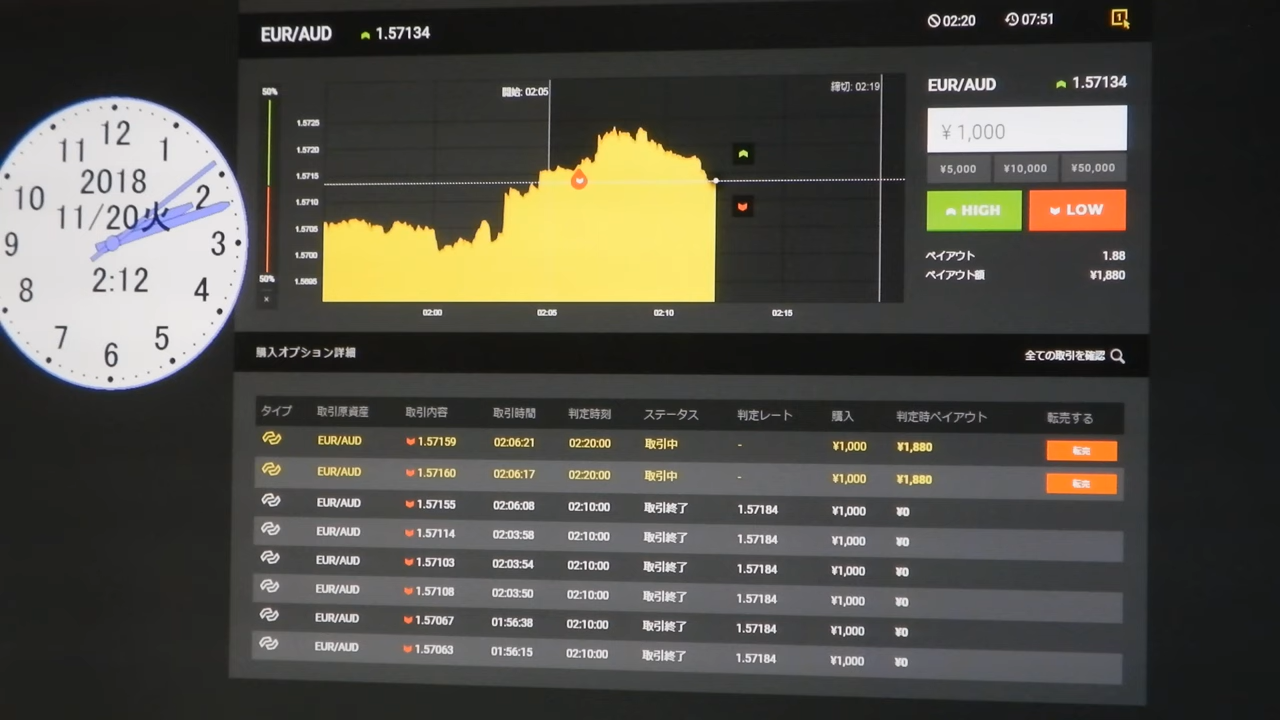 EUR/AUD 1.57134 02:20 07:51 1
50% 開始: 02:05 締切: 02:19 EUR/AUD 1.57134
1.5725 ¥ 1,000
1.5720
1.5715 ¥5,000 ¥10,000 ¥50,000
1.5710 HIGH LOW
1.5705
1.5700 ペイアウト 1.88
1.5695 ペイアウト額 ¥1,880
50%
×
02:00 02:05 02:10 02:15
12
11 1
2018
10 2
11/20火
9 3
2:12
8 4
7 5
6
購入オプション詳細 全ての取引を確認
タイプ 取引原資産 取引内容 取引時間 判定時刻 ステータス 判定レート 購入 判定時ペイアウト 転売する
EUR/AUD 1.57159 02:06:21 02:20:00 取引中 - ¥1,000 ¥1,880 転売
EUR/AUD 1.57160 02:06:17 02:20:00 取引中 - ¥1,000 ¥1,880 転売
EUR/AUD 1.57155 02:06:08 02:10:00 取引終了 1.57184 ¥1,000 ¥0
EUR/AUD 1.57114 02:03:58 02:10:00 取引終了 1.57184 ¥1,000 ¥0
EUR/AUD 1.57103 02:03:54 02:10:00 取引終了 1.57184 ¥1,000 ¥0
EUR/AUD 1.57108 02:03:50 02:10:00 取引終了 1.57184 ¥1,000 ¥0
EUR/AUD 1.57067 01:56:38 02:10:00 取引終了 1.57184 ¥1,000 ¥0
EUR/AUD 1.57063 01:56:15 02:10:00 取引終了 1.57184 ¥1,000 ¥0